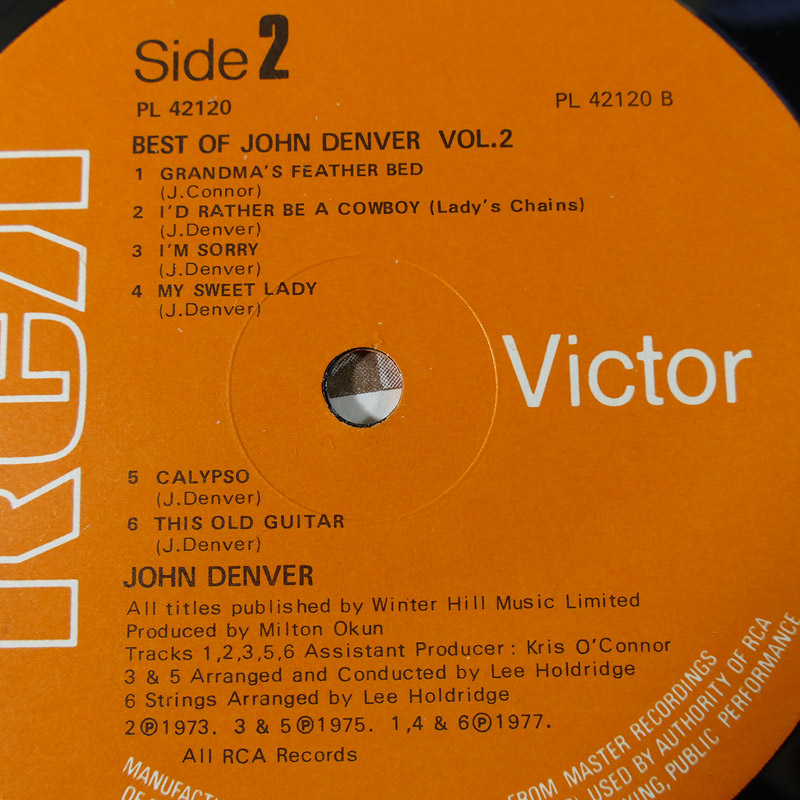 Side 2
PL 42120
PL 42120 B
BEST OF JOHN DENVER VOL.2
1 GRANDMA'S FEATHER BED
(J.Connor)
2 I'D RATHER BE A COWBOY (Lady's Chains)
(J.Denver)
3 I'M SORRY
(J.Denver)
4 MY SWEET LADY
(J.Denver)
RCA
Victor
5 CALYPSO
(J.Denver)
6 THIS OLD GUITAR
(J.Denver)
JOHN DENVER
All titles published by Winter Hill Music Limited
Produced by Milton Okun
Tracks 1,2,3,5,6 Assistant Producer : Kris O'Connor
3 & 5 Arranged and Conducted by Lee Holdridge
6 Strings Arranged by Lee Holdridge
2 Ⓟ1973. 3 & 5 Ⓟ1975. 1,4 & 6 Ⓟ1977.
All RCA Records
FROM MASTER RECORDINGS
USED BY AUTHORITY OF RCA
PUBLIC PERFORMANCE